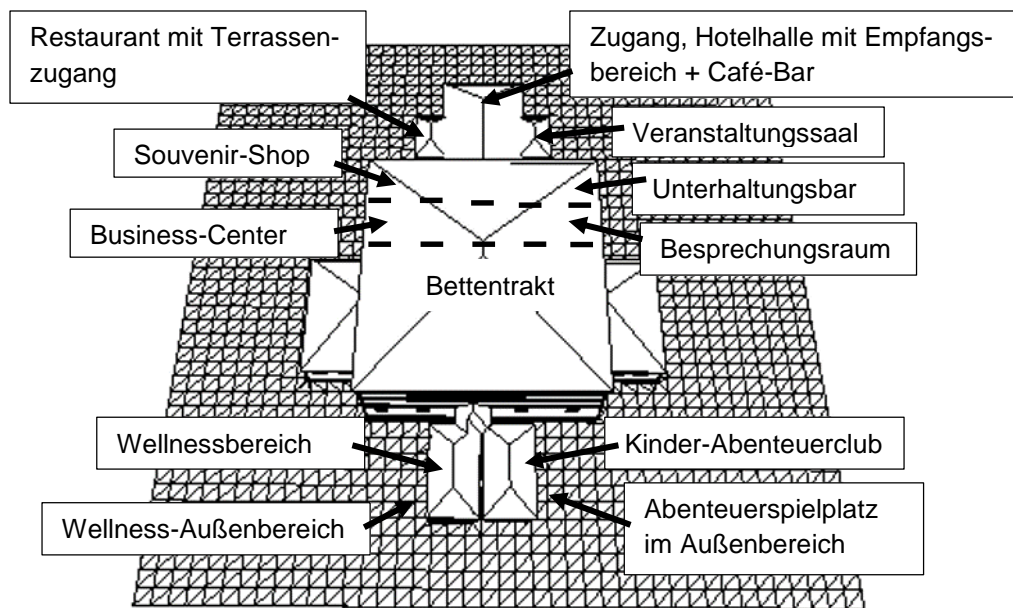 Restaurant mit Terrassen-
zugang
Zugang, Hotelhalle mit Empfangs-
bereich + Café-Bar
Veranstaltungssaal
Souvenir-Shop
Unterhaltungsbar
Business-Center
Besprechungsraum
Bettentrakt
Wellnessbereich
Kinder-Abenteuerclub
Wellness-Außenbereich
Abenteuerspielplatz
im Außenbereich